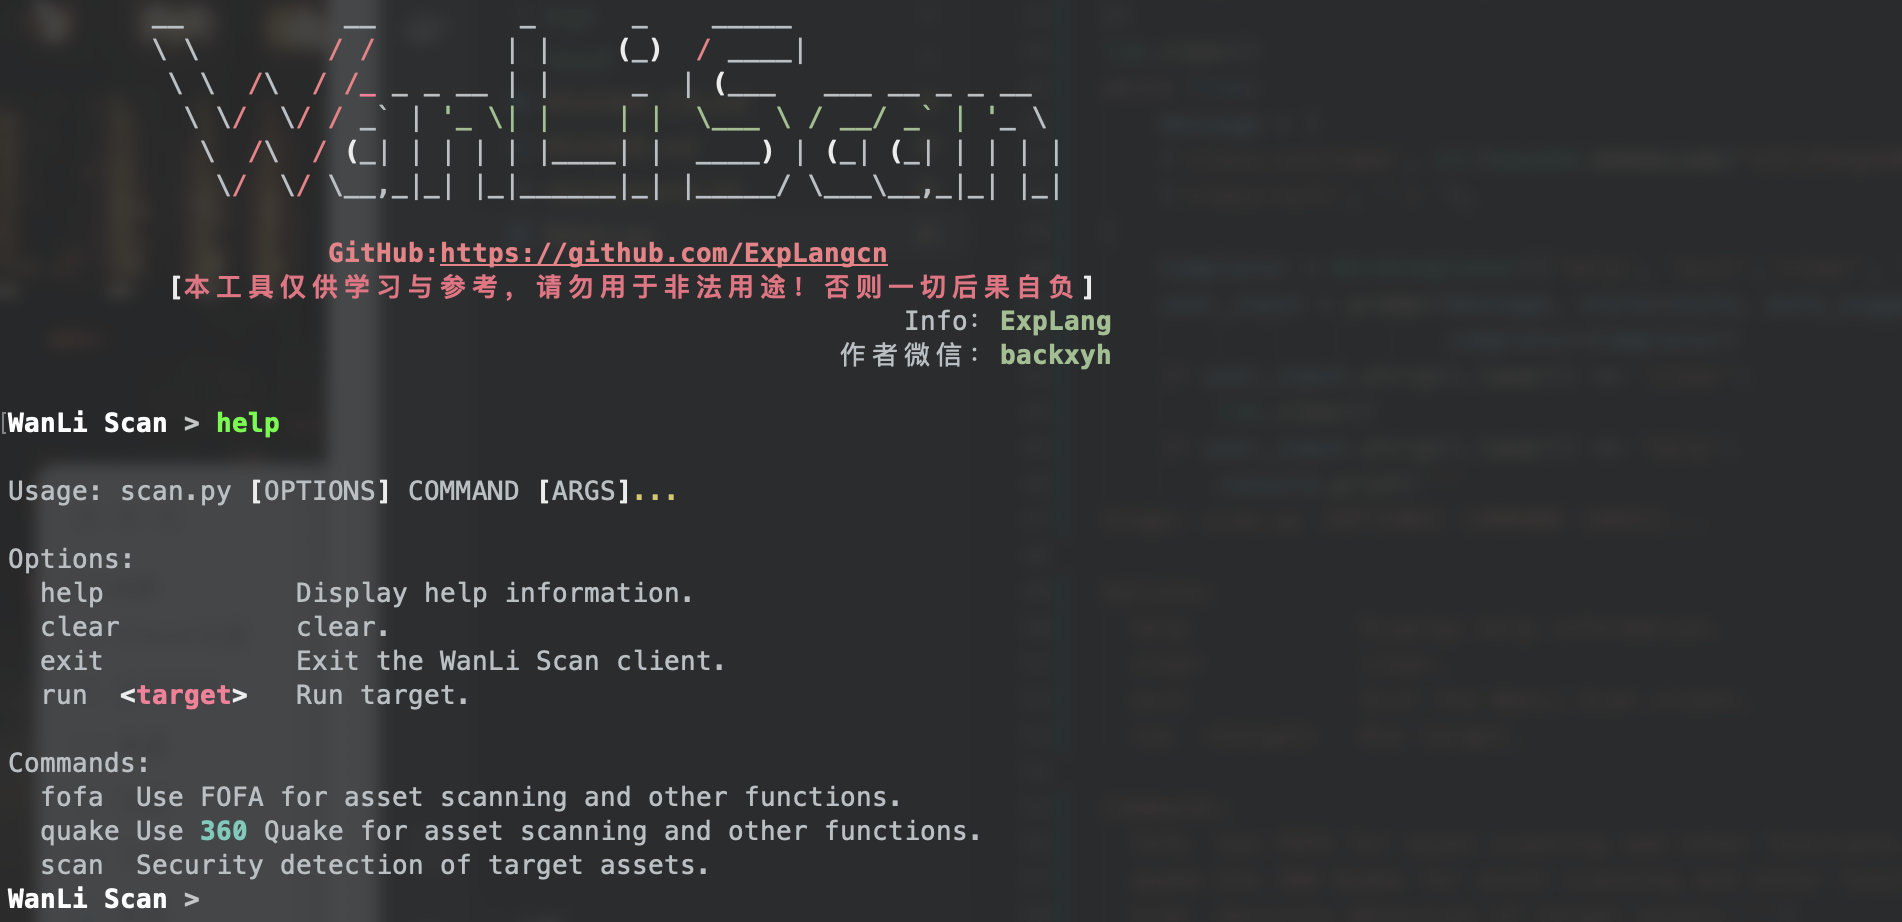 WanLiScan
GitHub:https://github.com/ExpLangcn
[本工具仅供学习与参考，请勿用于非法用途！否则一切后果自负]
Info： ExpLang
作者微信： backxyh
WanLi Scan > help
Usage: scan.py [OPTIONS] COMMAND [ARGS]...
Options:
help Display help information.
clear clear.
exit Exit the WanLi Scan client.
run <target> Run target.
Commands:
fofa Use FOFA for asset scanning and other functions.
quake Use 360 Quake for asset scanning and other functions.
scan Security detection of target assets.
WanLi Scan >